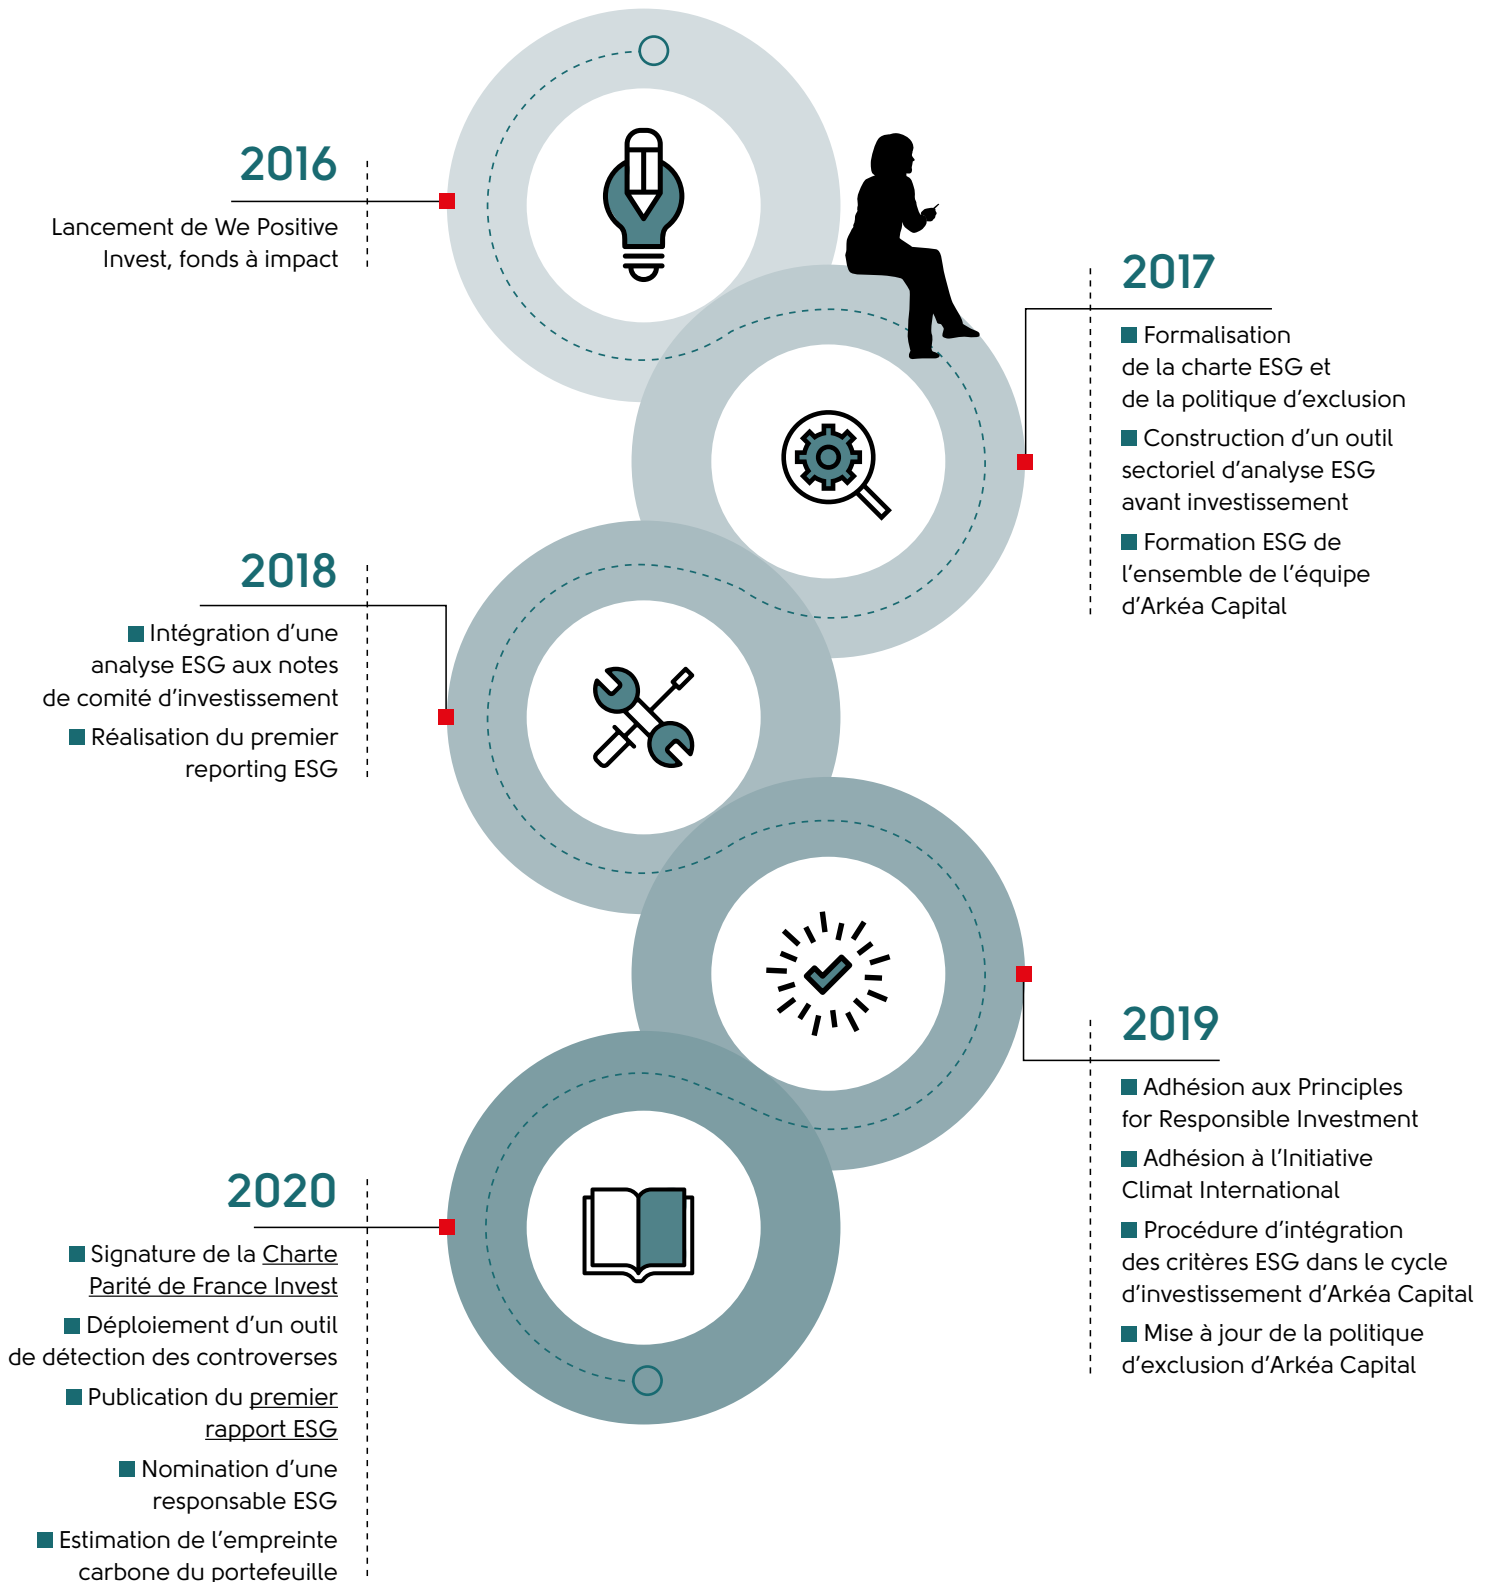 2016
Lancement de We Positive
Invest, fonds à impact
2017
Formalisation
de la charte ESG et
de la politique d’exclusion
Construction d’un outil
sectoriel d’analyse ESG
avant investissement
Formation ESG de
l’ensemble de l’équipe
d’Arkéa Capital
2018
Intégration d’une
analyse ESG aux notes
de comité d’investissement
Réalisation du premier
reporting ESG
2019
Adhésion aux Principles
for Responsible Investment
Adhésion à l’Initiative
Climat International
Procédure d’intégration
des critères ESG dans le cycle
d’investissement d’Arkéa Capital
Mise à jour de la politique
d’exclusion d’Arkéa Capital
2020
Signature de la Charte
Parité de France Invest
Déploiement d’un outil
de détection des controverses
Publication du premier
rapport ESG
Nomination d’une
responsable ESG
Estimation de l’empreinte
carbone du portefeuille